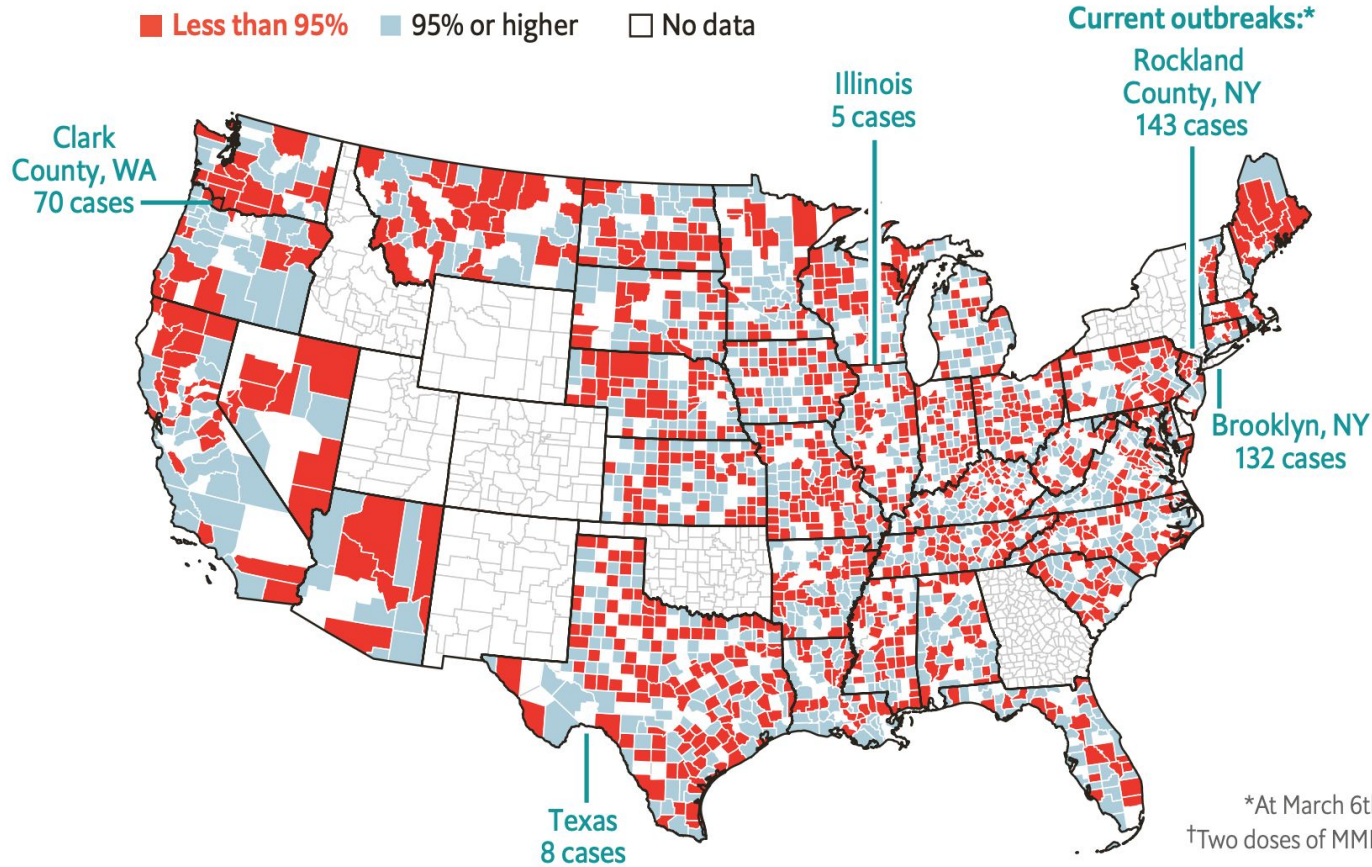 Less than 95% 95% or higher No data
Current outbreaks:*
Rockland
County, NY
143 cases
Illinois
5 cases
Clark
County, WA
70 cases
Brooklyn, NY
132 cases
Texas
8 cases
*At March 6t
†Two doses of MM